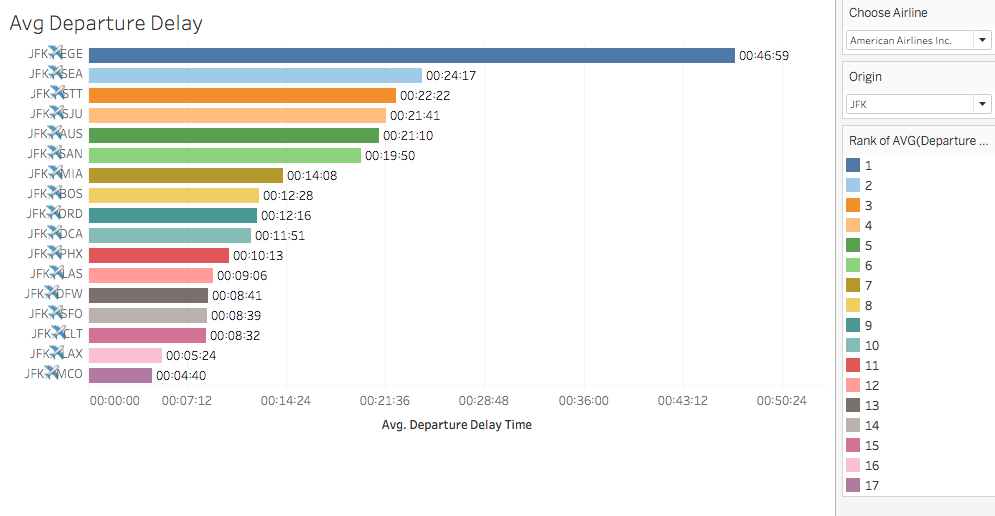 Avg Departure Delay
JFK✈️EGE 00:46:59
JFK✈️SEA 00:24:17
JFK✈️STT 00:22:22
JFK✈️SJU 00:21:41
JFK✈️AUS 00:21:10
JFK✈️SAN 00:19:50
JFK✈️MIA 00:14:08
JFK✈️BOS 00:12:28
JFK✈️ORD 00:12:16
JFK✈️DCA 00:11:51
JFK✈️PHX 00:10:13
JFK✈️LAS 00:09:06
JFK✈️DFW 00:08:41
JFK✈️SFO 00:08:39
JFK✈️CLT 00:08:32
JFK✈️LAX 00:05:24
JFK✈️MCO 00:04:40
00:00:00 00:07:12 00:14:24 00:21:36 00:28:48 00:36:00 00:43:12 00:50:24
Avg. Departure Delay Time
Choose Airline
American Airlines Inc.
Origin
JFK
Rank of AVG(Departure ...
1
2
3
4
5
6
7
8
9
10
11
12
13
14
15
16
17